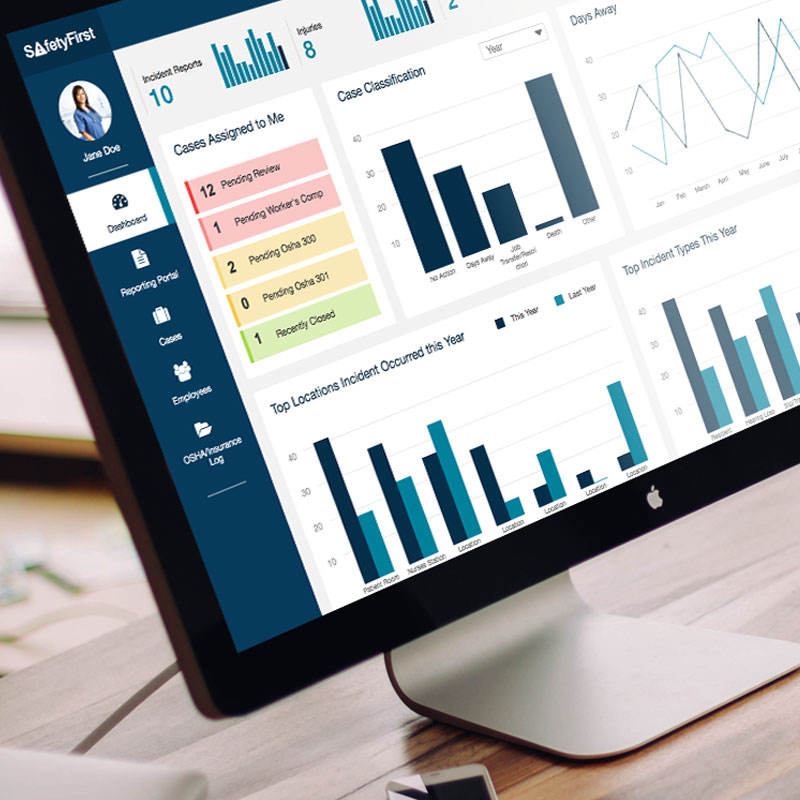 SAfetyFirst
Jane Doe
Dashboard
Reporting Portal
Cases
Employees
OSHA/Insurance
Log
Incident Reports
10
Injuries
8
2
Cases Assigned to Me
12 Pending Review
1 Pending Worker's Comp
2 Pending Osha 300
0 Pending Osha 301
1 Recently Closed
Case Classification
Year
40
30
20
10
No Action
Days Away
Job
Transfer/Restri
ction
Death
Other
Days Away
40
30
20
10
Jan
Feb
March
April
May
June
July
Top Locations Incident Occurred this Year
This Year
Last Year
40
30
20
10
Patient Room
Nurses Station
Location
Location
Location
Location
Location
Top Incident Types This Year
40
30
20
10
Resident
Hearing Loss